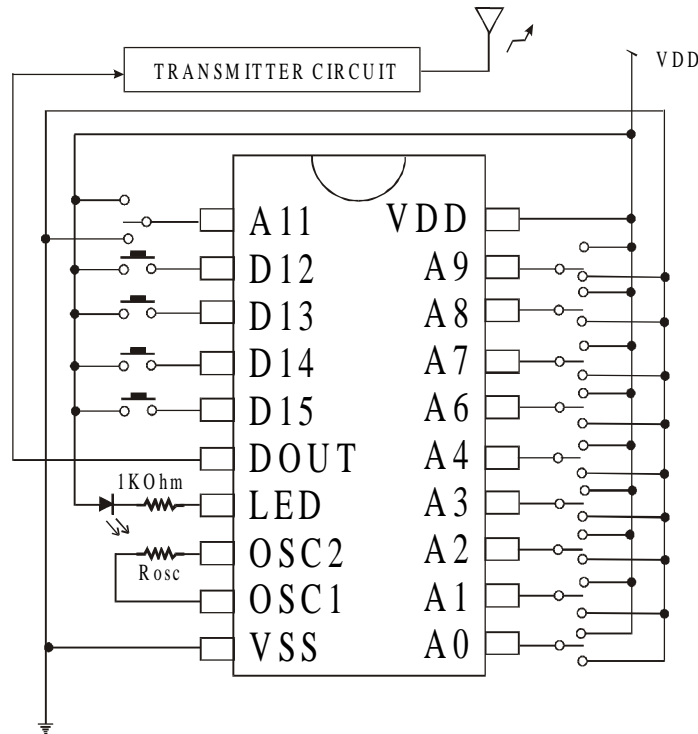 TRANSMITTER CIRCUIT
VDD
A11
D12
D13
D14
D15
DOUT
LED
OSC2
OSC1
VSS
VDD
A9
A8
A7
A6
A4
A3
A2
A1
A0
1KOhm
Rosc